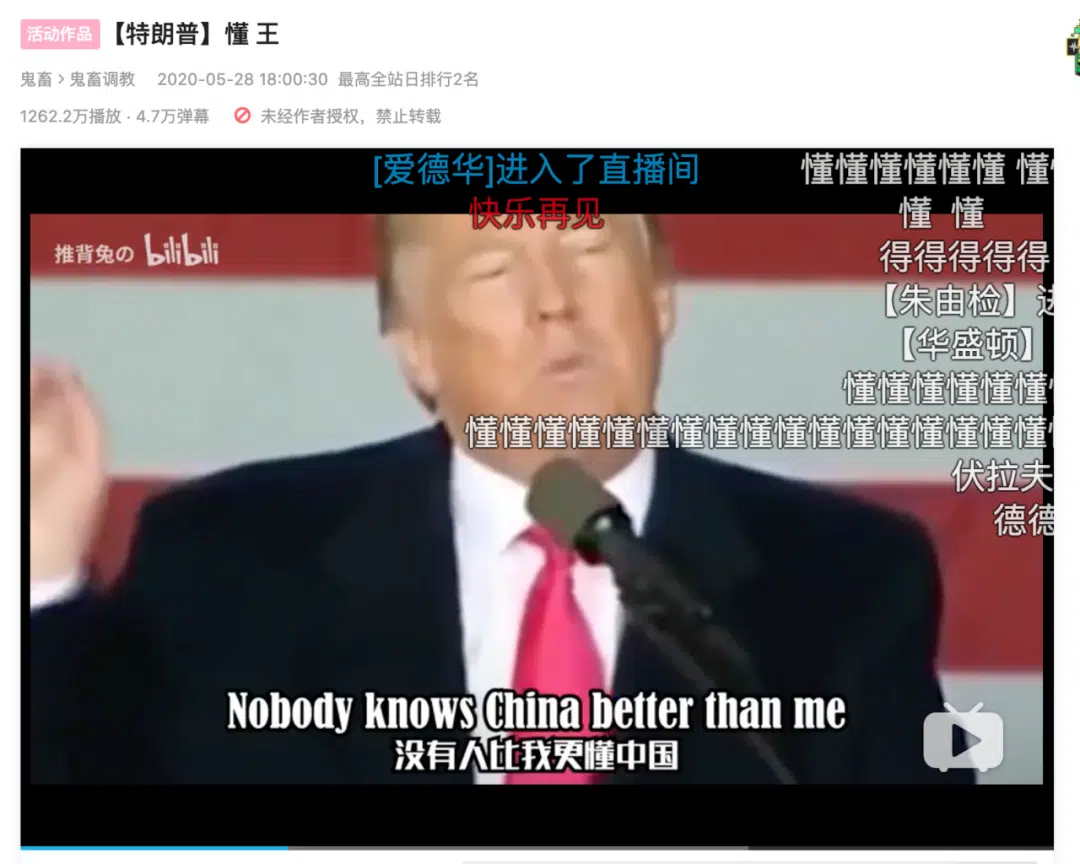 活动作品 【特朗普】懂 王
鬼畜 > 鬼畜调教 2020-05-28 18:00:30 最高全站日排行2名
1262.2万播放 · 4.7万弹幕 未经作者授权，禁止转载
[爱德华]进入了直播间
懂懂懂懂懂懂 懂
快乐再见
懂 懂
推背兔の bilibili
得得得得得
【朱由检】进
【华盛顿】
懂懂懂懂懂懂
懂懂懂懂懂懂懂懂懂懂懂懂懂懂懂懂懂
伏拉夫
德德
Nobody knows China better than me
没有人比我更懂中国